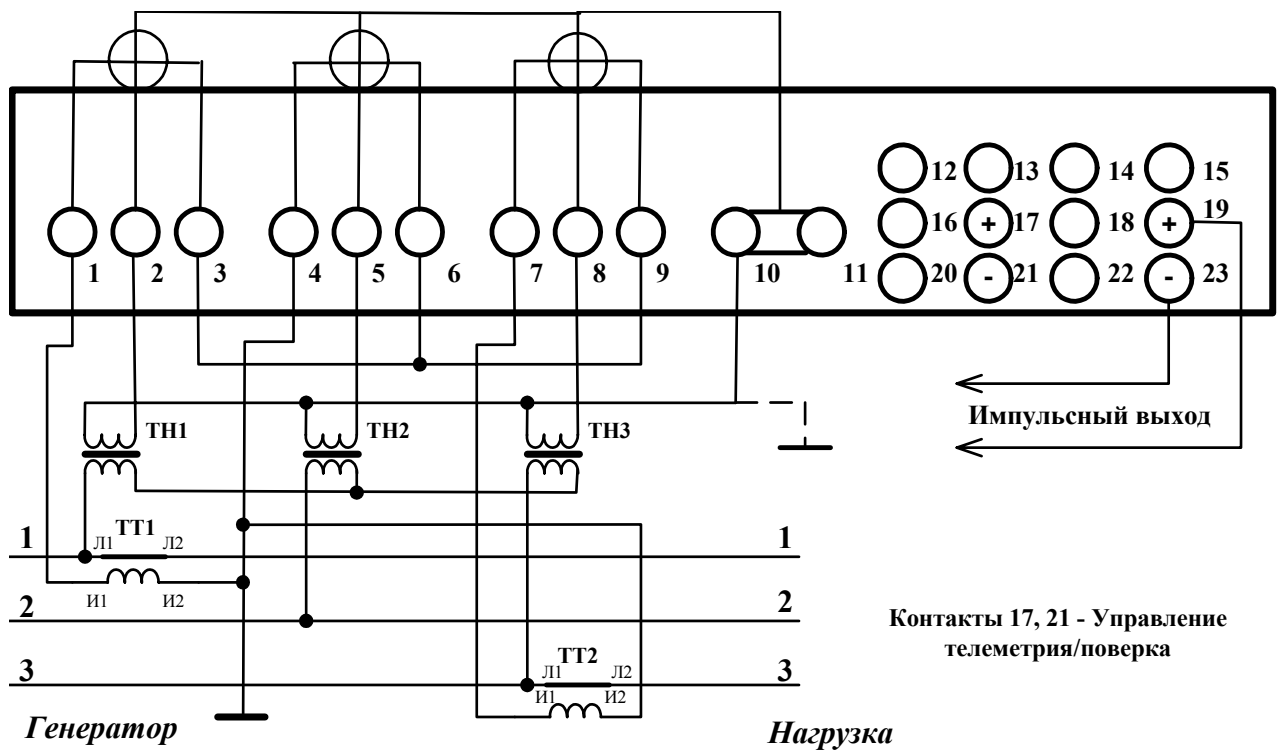 12 13 14 15
16 + 17 18 + 19
1 2 3 4 5 6 7 8 9 10 11 20 - 21 22 - 23
Импульсный выход
ТН1 ТН2 ТН3
1 ТТ1 1
Л1 Л2
И1 И2
2 2
Контакты 17, 21 - Управление
телеметрия/поверка
3 ТТ2 3
Л1 Л2
И1 И2
Генератор Нагрузка